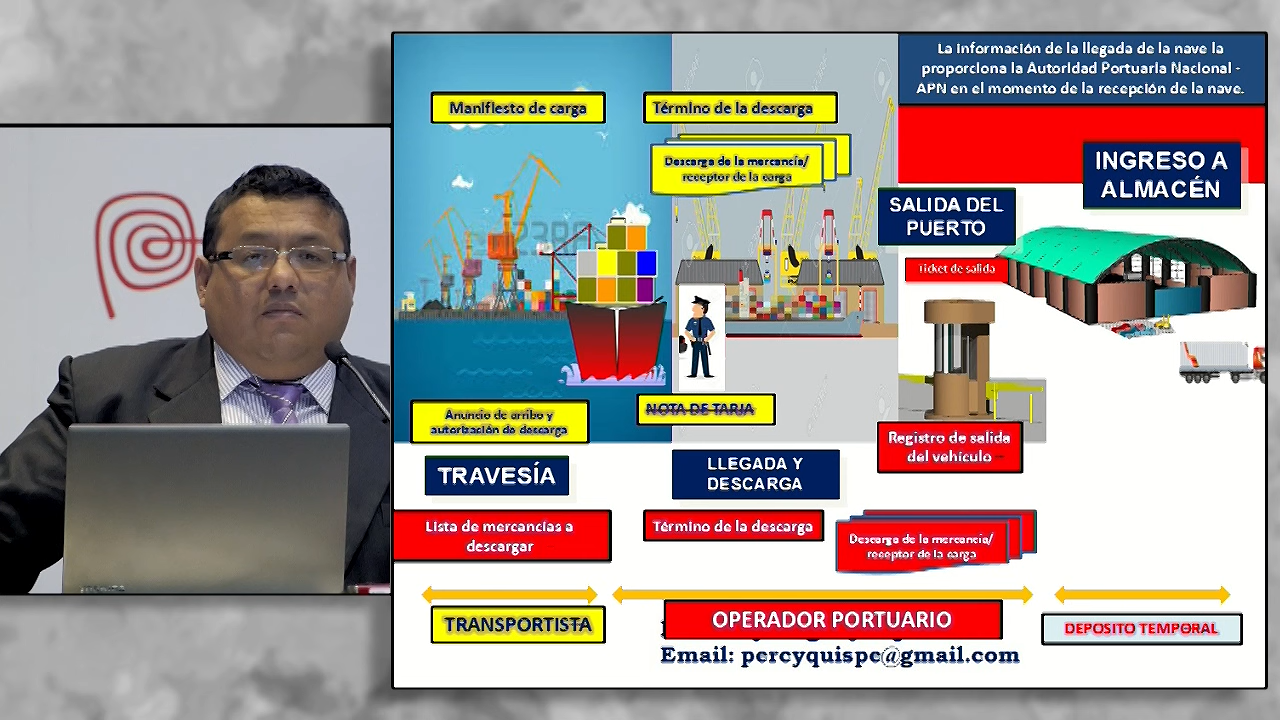 La información de la llegada de la nave la
proporciona la Autoridad Portuaria Nacional -
APN en el momento de la recepción de la nave.
Manifiesto de carga
Término de la descarga
Descarga de la mercancía/
receptor de la carga
INGRESO A
ALMACÉN
SALIDA DEL
PUERTO
Ticket de salida
Anuncio de arribo y
autorización de descarga
NOTA DE TARJA
Registro de salida
del vehículo
TRAVESÍA
LLEGADA Y
DESCARGA
Lista de mercancías a
descargar
Término de la descarga
Descarga de la mercancía/
receptor de la carga
TRANSPORTISTA
OPERADOR PORTUARIO
DEPOSITO TEMPORAL
Email: percyquispe@gmail.com